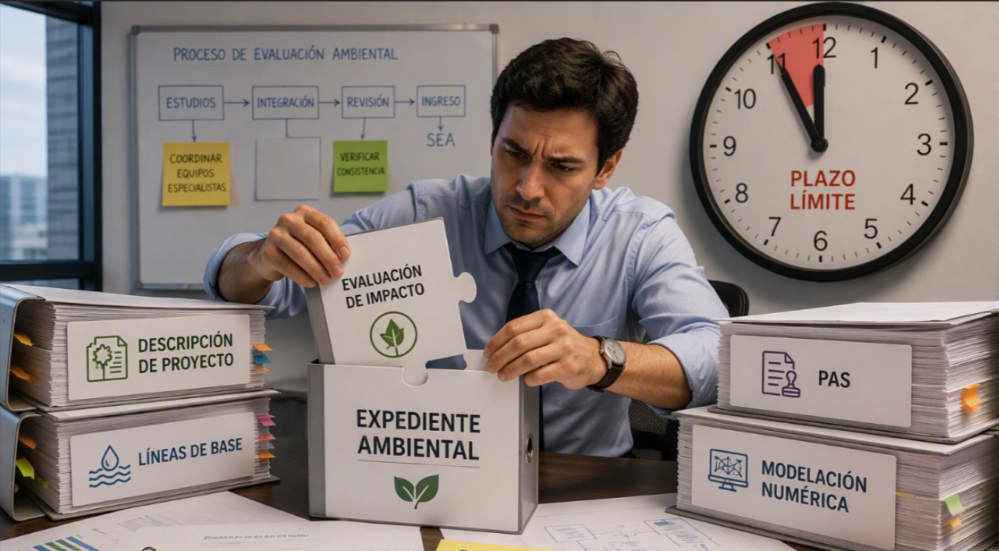 PROCESO DE EVALUACIÓN AMBIENTAL
ESTUDIOS
INTEGRACIÓN
REVISIÓN
INGRESO
SEA
COORDINAR
EQUIPOS
ESPECIALISTAS
VERIFICAR
CONSISTENCIA
11
12
1
2
3
4
5
6
7
8
9
10
PLAZO
LÍMITE
EVALUACIÓN
DE IMPACTO
EXPEDIENTE
AMBIENTAL
DESCRIPCIÓN
DE PROYECTO
LÍNEAS DE BASE
PAS
MODELACIÓN
NUMÉRICA